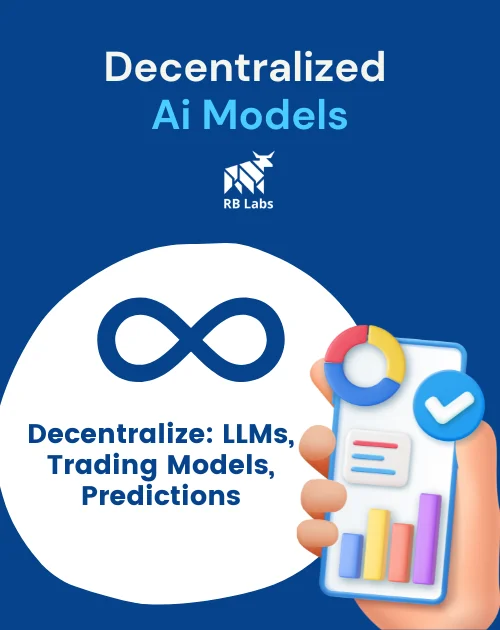 Decentralized
Ai Models
RB Labs
Decentralize: LLMs,
Trading Models,
Predictions